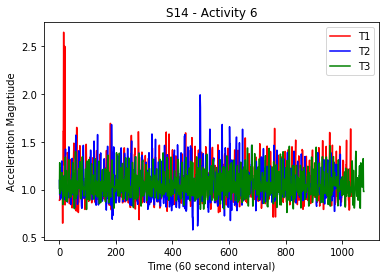 S14 - Activity 6
T1
T2
T3
2.5
2.0
1.5
1.0
0.5
Acceleration Magntiude
0
200
400
600
800
1000
Time (60 second interval)